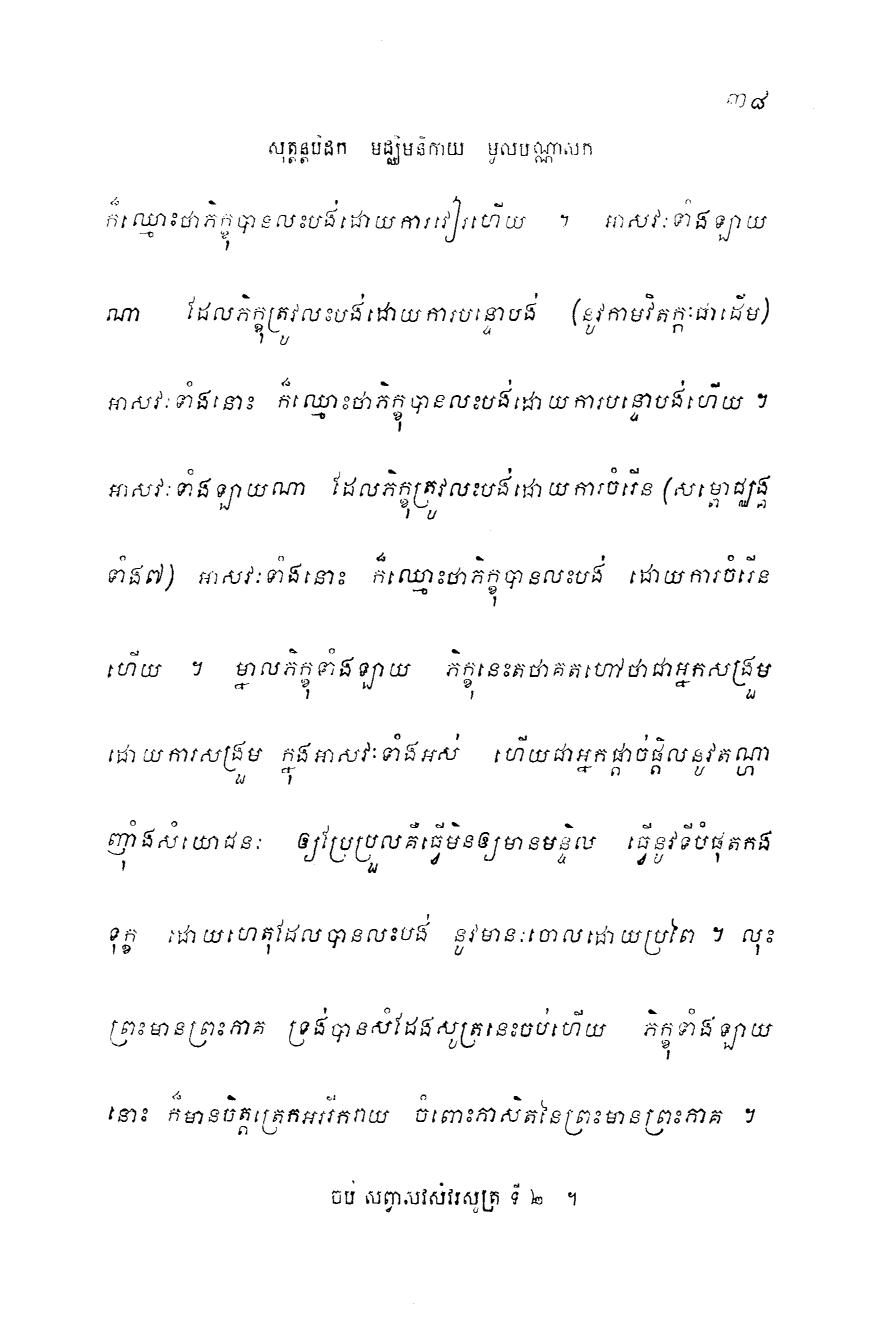 ៣៨
សុត្តន្តបិដក មជ្ឈិមនិកាយ មូលបណ្ណាសក
ក៏ឈ្មោះថាភិក្ខុបានលះបង់ដោយការវៀរហើយ ។ អាសវៈទាំងឡាយ
ណា ដែលភិក្ខុត្រូវលះបង់ដោយការបន្ទោបង់ (នូវកាមវិតក្កៈជាដើម)
អាសវៈទាំងនោះ ក៏ឈ្មោះថាភិក្ខុបានលះបង់ដោយការបន្ទោបង់ហើយ ។
អាសវៈទាំងឡាយណា ដែលភិក្ខុត្រូវលះបង់ដោយការចំរើន (សម្ពោជ្ឈង្គ
ទាំង៧) អាសវៈទាំងនោះ ក៏ឈ្មោះថាភិក្ខុបានលះបង់ ដោយការចំរើន
ហើយ ។ ម្នាលភិក្ខុទាំងឡាយ ភិក្ខុនេះតថាគតហៅថាជាអ្នកសង្រួម
ដោយការសង្រួម ក្នុងអាសវៈទាំងអស់ ហើយជាអ្នកផ្តាច់ផ្តិលនូវតណ្ហា
ញ៉ាំងសំយោជនៈ ឲ្យប្រែប្រួលគឺធ្វើមិនឲ្យមានមន្ទិល ធ្វើនូវទីបំផុតកង
ទុក្ខ ដោយហេតុដែលបានលះបង់ នូវមានៈចោលដោយប្រពៃ ។ លុះ
ព្រះមានព្រះភាគ ទ្រង់បានសំដែងសូត្រនេះចប់ហើយ ភិក្ខុទាំងឡាយ
នោះ ក៏មានចិត្តត្រេកអររីករាយ ចំពោះភាសិតនៃព្រះមានព្រះភាគ ។
ចប់ សព្វាសវសំវរសូត្រ ទី ២ ។